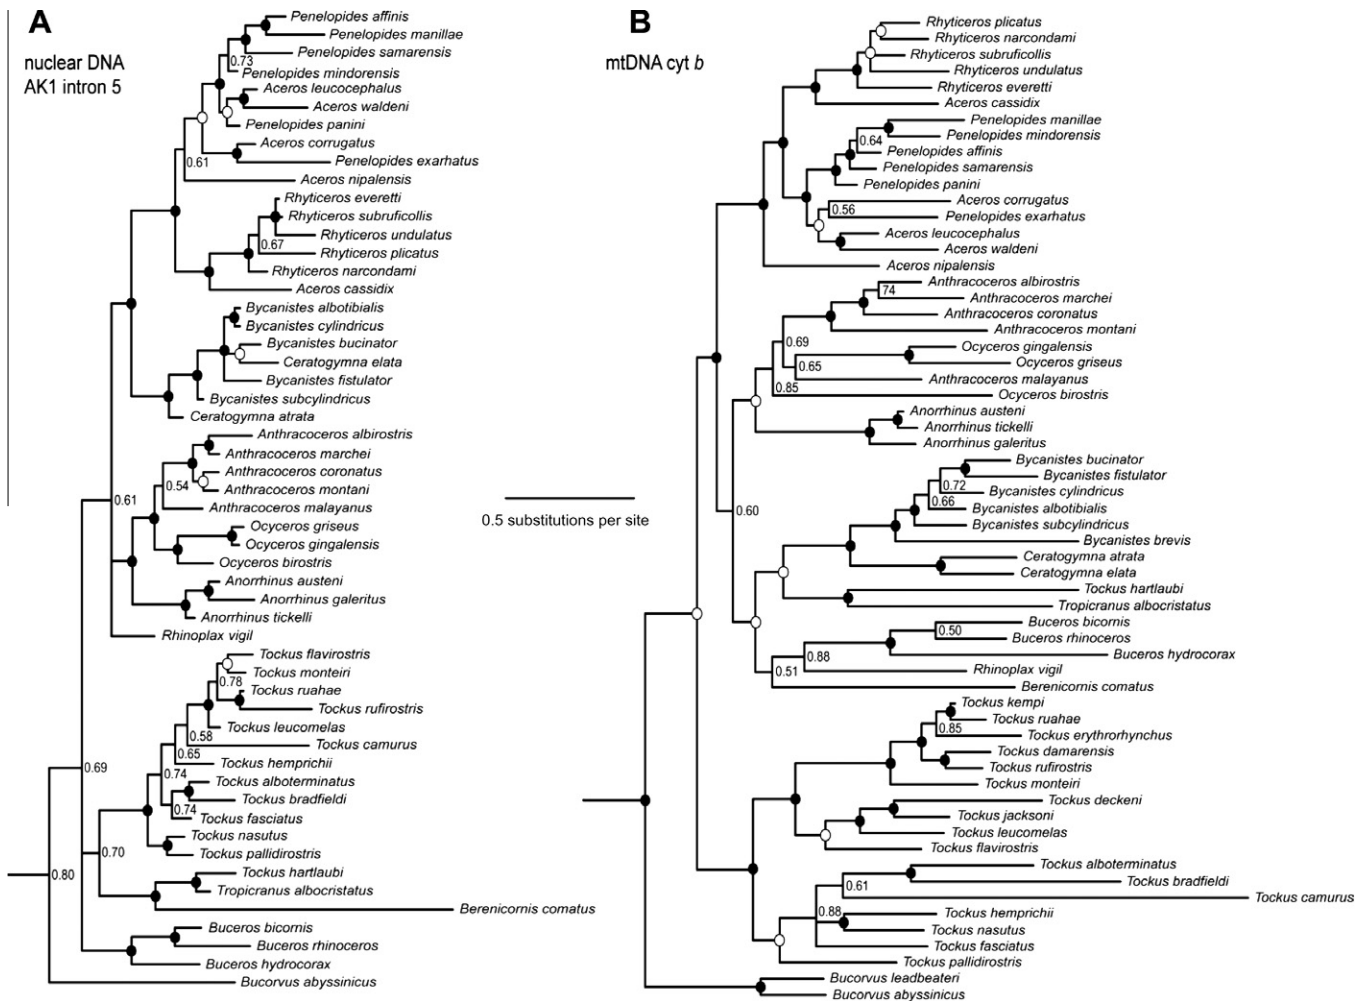 A
nuclear DNA
AK1 intron 5
Penelopides affinis
Penelopides manillae
Penelopides samarensis
0.73
Penelopides mindorensis
Aceros leucocephalus
Aceros waldeni
Penelopides panini
Aceros corrugatus
0.61
Penelopides exarhatus
Aceros nipalensis
Rhyticeros everetti
Rhyticeros subruficollis
Rhyticeros undulatus
0.67
Rhyticeros plicatus
Rhyticeros narcondami
Aceros cassidix
Bycanistes albotibialis
Bycanistes cylindricus
Bycanistes bucinator
Ceratogymna elata
Bycanistes fistulator
Bycanistes subcylindricus
Ceratogymna atrata
Anthracoceros albirostris
Anthracoceros marchei
Anthracoceros coronatus
0.54
Anthracoceros montani
0.61
Anthracoceros malayanus
Ocyceros griseus
Ocyceros gingalensis
Ocyceros birostris
Anorrhinus austeni
Anorrhinus galeritus
Anorrhinus tickelli
Rhinoplax vigil
Tockus flavirostris
Tockus monteiri
0.78
Tockus ruahae
Tockus rufirostris
Tockus leucomelas
0.58
Tockus camurus
0.65
Tockus hemprichii
0.69
0.74
Tockus alboterminatus
Tockus bradfieldi
0.74
Tockus fasciatus
Tockus nasutus
0.70
Tockus pallidirostris
0.80
Tockus hartlaubi
Tropicranus albocristatus
Berenicornis comatus
Buceros bicornis
Buceros rhinoceros
Buceros hydrocorax
Bucorvus abyssinicus
0.5 substitutions per site
B
mtDNA cyt b
Rhyticeros plicatus
Rhyticeros narcondami
Rhyticeros subruficollis
Rhyticeros undulatus
Rhyticeros everetti
Aceros cassidix
Penelopides manillae
Penelopides mindorensis
0.64
Penelopides affinis
Penelopides samarensis
Penelopides panini
Aceros corrugatus
0.56
Penelopides exarhatus
Aceros leucocephalus
Aceros waldeni
Aceros nipalensis
Anthracoceros albirostris
74
Anthracoceros marchei
Anthracoceros coronatus
Anthracoceros montani
0.69
Ocyceros gingalensis
0.65
Ocyceros griseus
Anthracoceros malayanus
0.85
Ocyceros birostris
Anorrhinus austeni
Anorrhinus tickelli
Anorrhinus galeritus
Bycanistes bucinator
Bycanistes fistulator
0.72
Bycanistes cylindricus
0.66
Bycanistes albotibialis
0.60
Bycanistes subcylindricus
Bycanistes brevis
Ceratogymna atrata
Ceratogymna elata
Tockus hartlaubi
Tropicranus albocristatus
Buceros bicornis
0.50
Buceros rhinoceros
0.88
Buceros hydrocorax
0.51
Rhinoplax vigil
Berenicornis comatus
Tockus kempi
Tockus ruahae
0.85
Tockus erythrorhynchus
Tockus damarensis
Tockus rufirostris
Tockus monteiri
Tockus deckeni
Tockus jacksoni
Tockus leucomelas
Tockus flavirostris
Tockus alboterminatus
0.61
Tockus bradfieldi
Tockus camurus
0.88
Tockus hemprichii
Tockus nasutus
Tockus fasciatus
Tockus pallidirostris
Bucorvus leadbeateri
Bucorvus abyssinicus